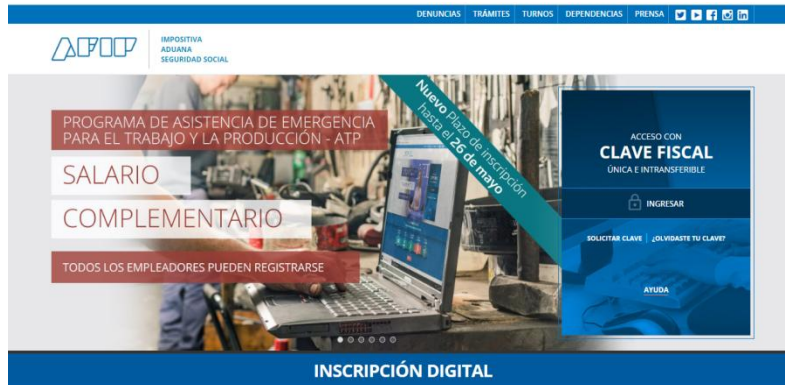 DENUNCIAS TRÁMITES TURNOS DEPENDENCIAS PRENSA
AFIP
IMPOSITIVA
ADUANA
SEGURIDAD SOCIAL
PROGRAMA DE ASISTENCIA DE EMERGENCIA
PARA EL TRABAJO Y LA PRODUCCIÓN - ATP
SALARIO
COMPLEMENTARIO
TODOS LOS EMPLEADORES PUEDEN REGISTRARSE
Nuevo Plazo de inscripción
hasta el 26 de mayo
ACCESO CON
CLAVE FISCAL
ÚNICA E INTRANSFERIBLE
INGRESAR
SOLICITAR CLAVE | ¿OLVIDASTE TU CLAVE?
AYUDA
INSCRIPCIÓN DIGITAL